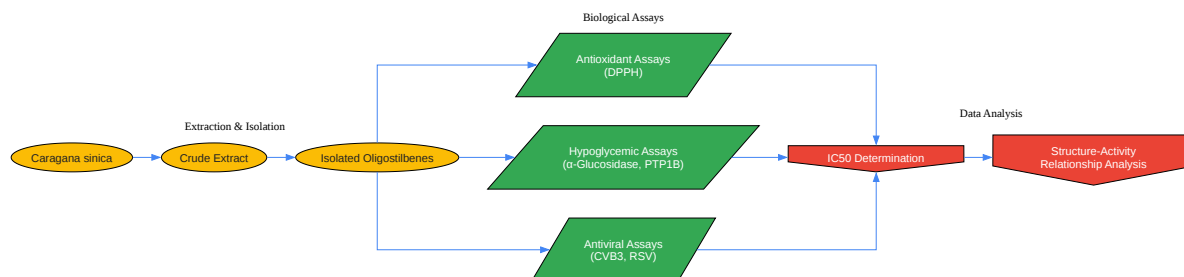 Biological Assays
Antioxidant Assays
(DPPH)
Extraction & Isolation
Data Analysis
Caragana sinica
Crude Extract
Isolated Oligostilbenes
Hypoglycemic Assays
(α-Glucosidase, PTP1B)
IC50 Determination
Structure-Activity
Relationship Analysis
Antiviral Assays
(CVB3, RSV)